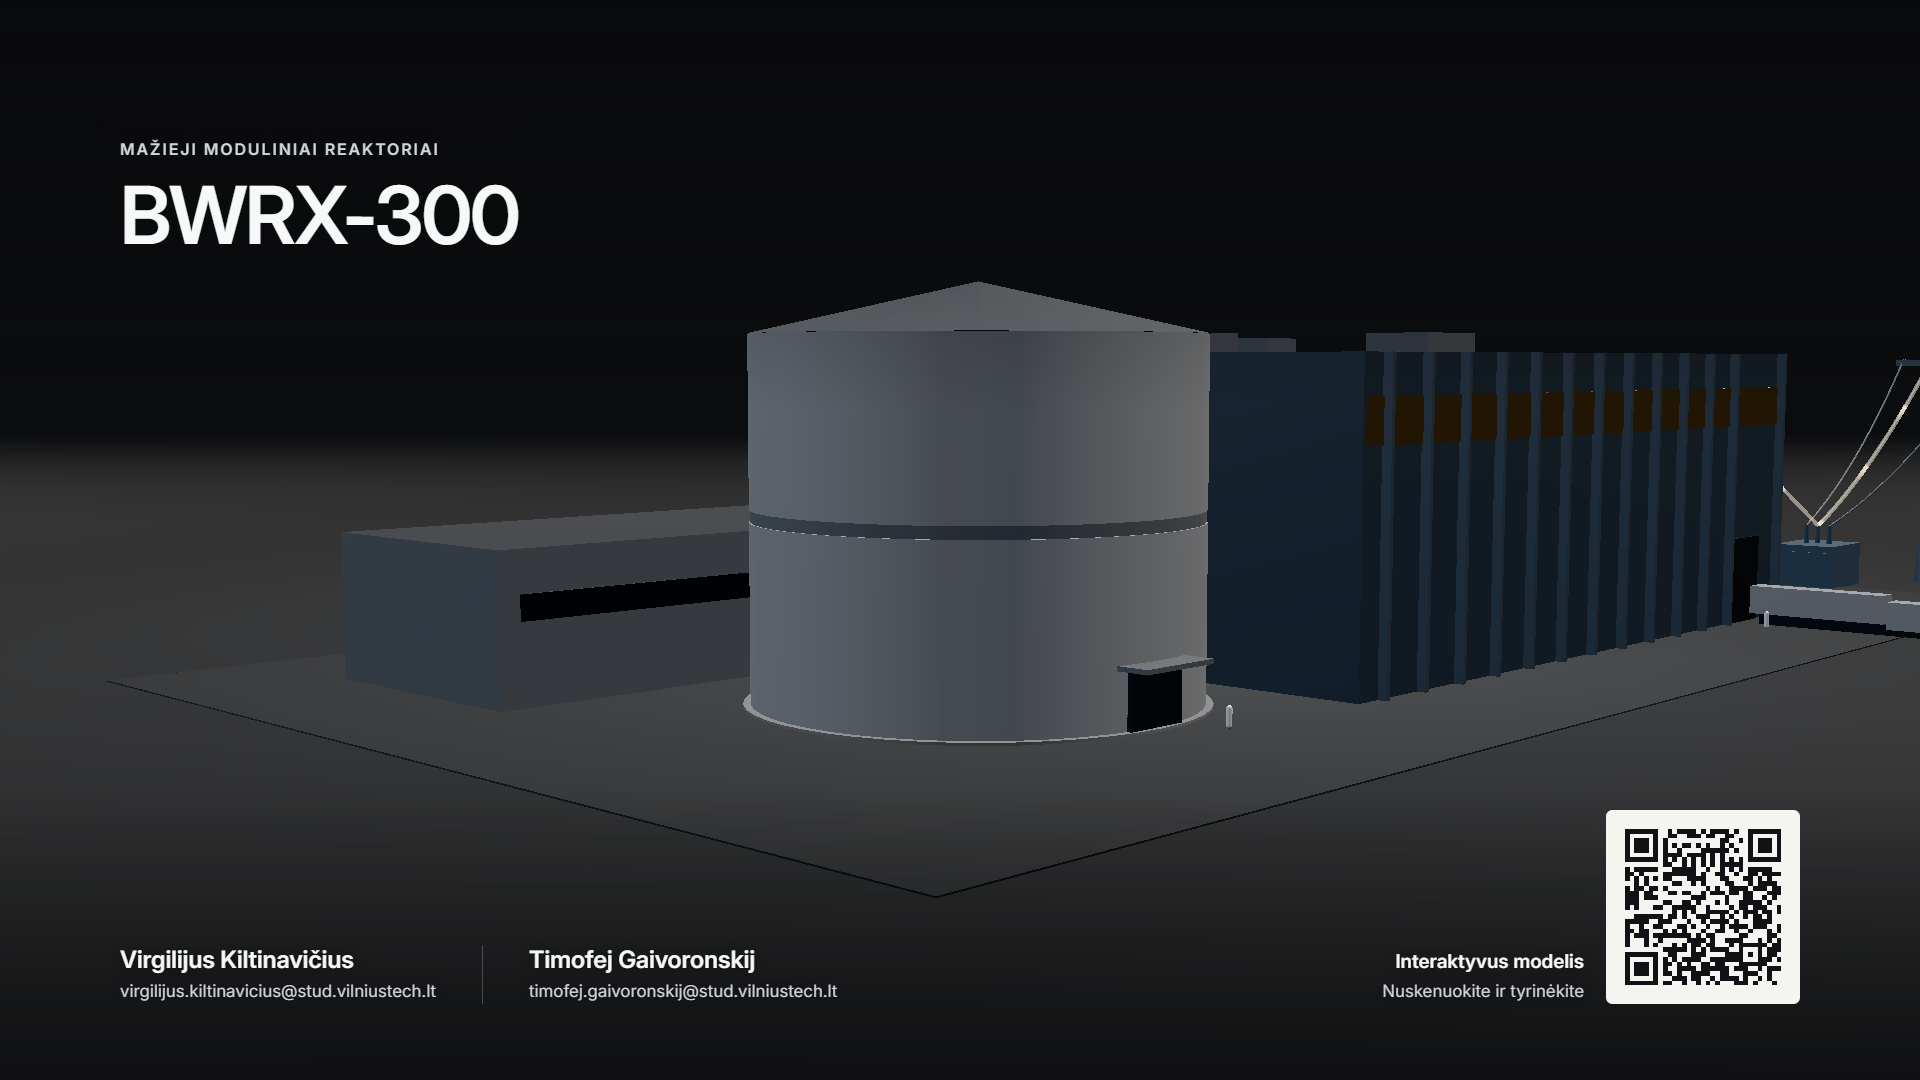 MAŽIEJI MODULINIAI REAKTORIAI
BWRX-300
Virgilijus Kiltinavičius
virgilijus.kiltinavicius@stud.vilniustech.lt
Timofej Gaivoronskij
timofej.gaivoronskij@stud.vilniustech.lt
Interaktyvus modelis
Nuskenuokite ir tyrinėkite